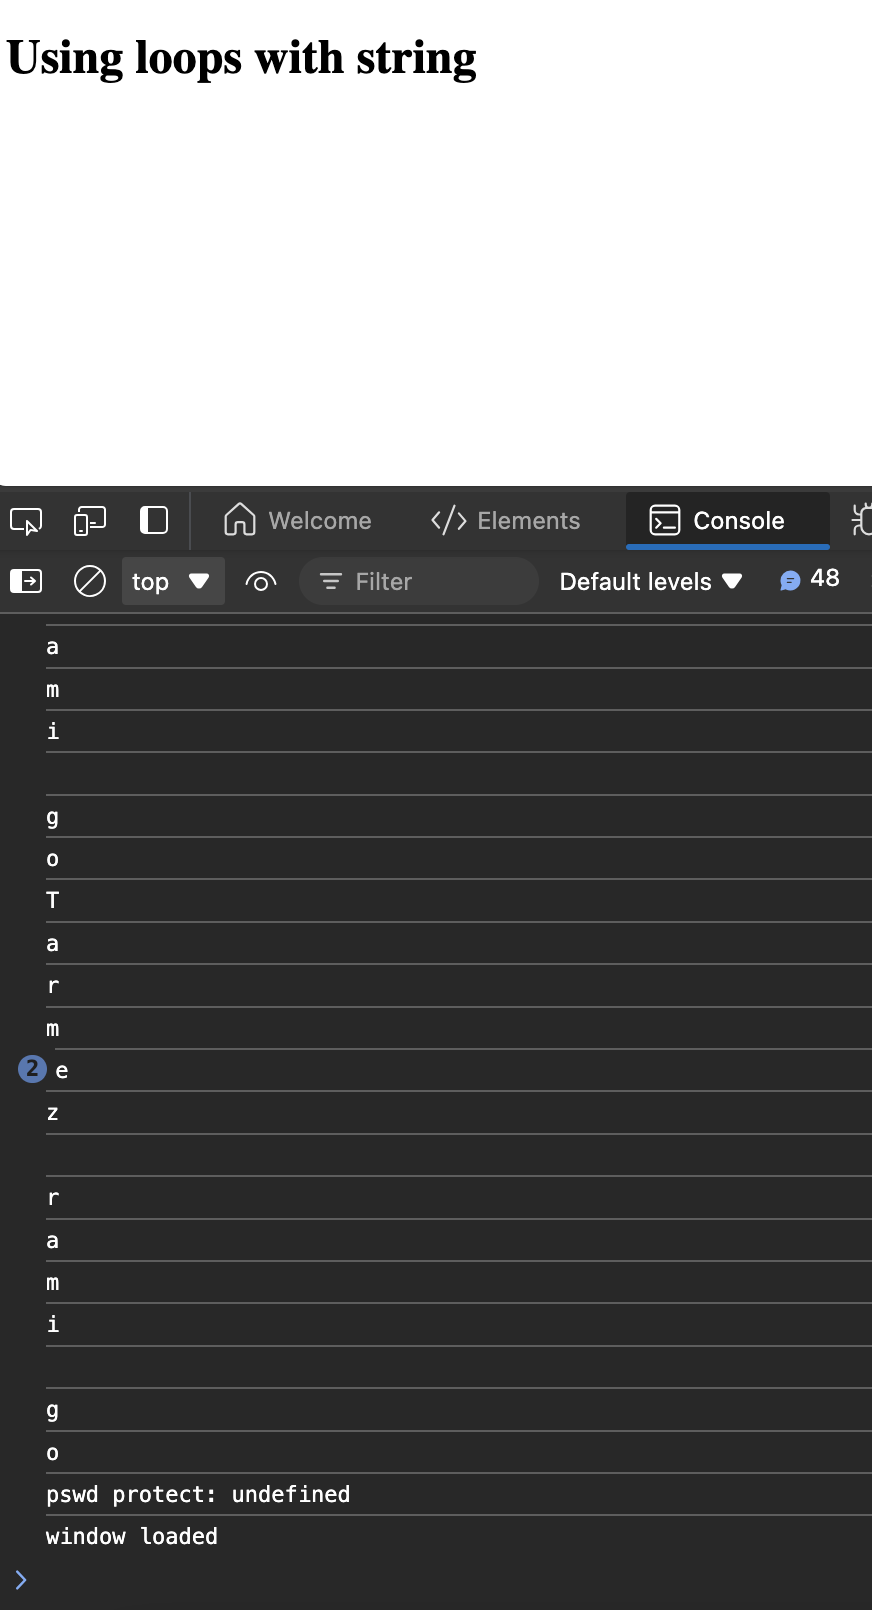 Using loops with string
Welcome
</> Elements
Console
top
Filter
Default levels
48
a
m
i
g
o
T
a
r
m
2 e
z
r
a
m
i
g
o
pswd protect: undefined
window loaded
>